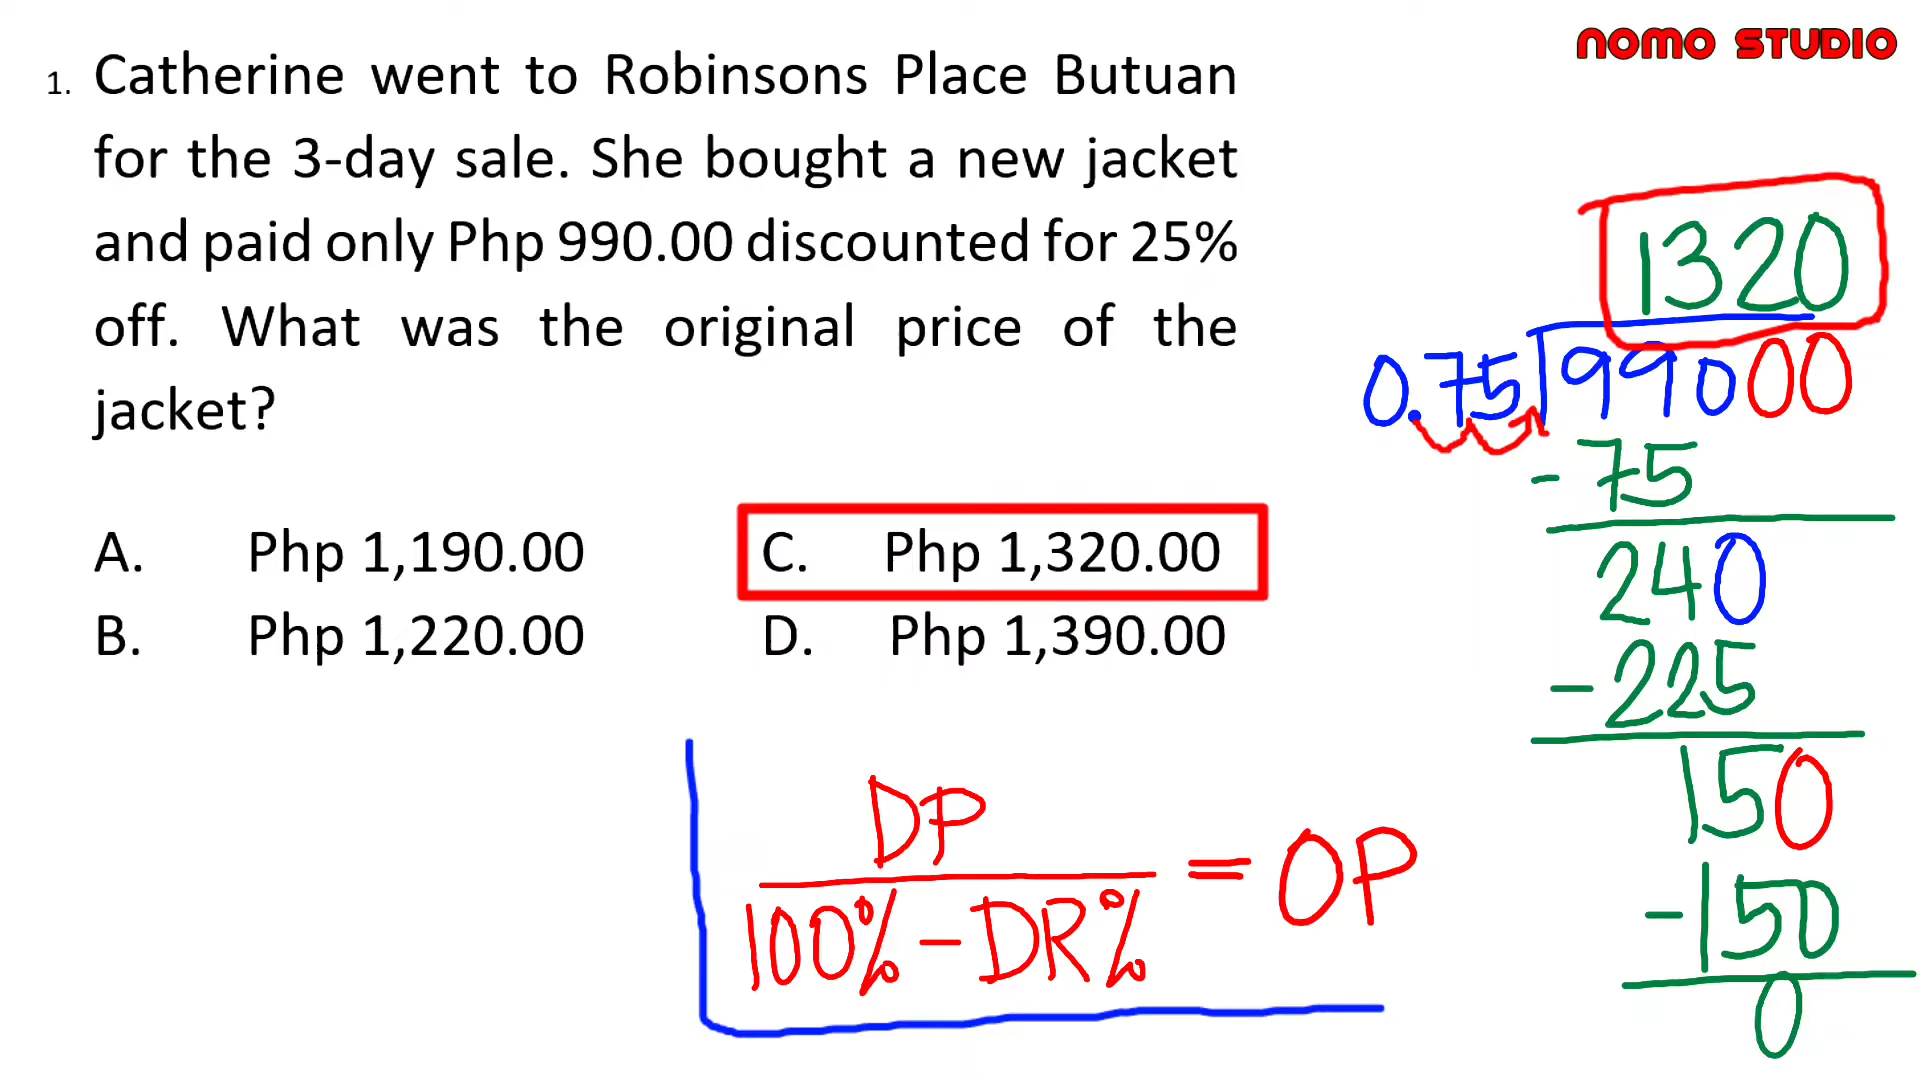 NOMO STUDIO
1. Catherine went to Robinsons Place Butuan
for the 3-day sale. She bought a new jacket
and paid only Php 990.00 discounted for 25%
off. What was the original price of the
jacket?
A. Php 1,190.00
C. Php 1,320.00
B. Php 1,220.00
D. Php 1,390.00
DP
100% - DR% = OP
1320
0.75 99000
- 75
240
- 225
150
- 150
0